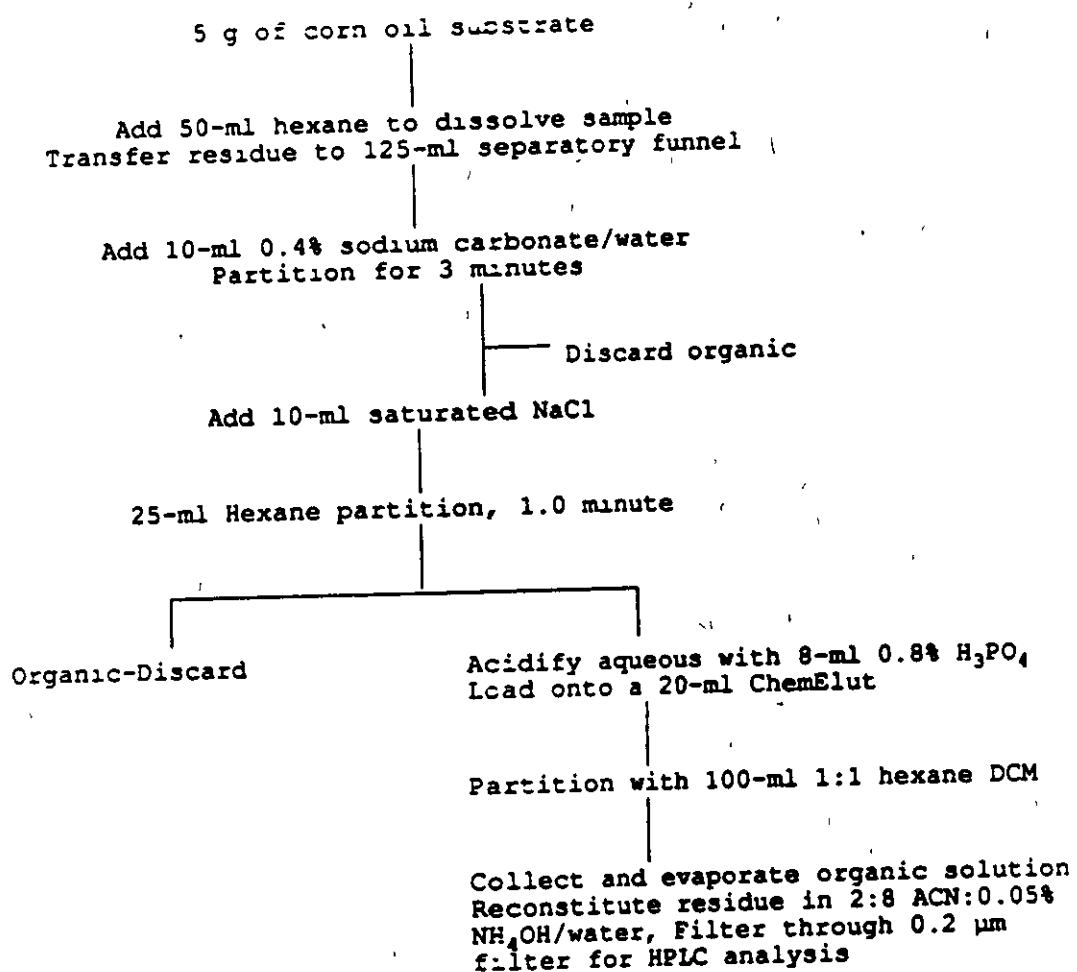 5 g of corn oil substrate
Add 50-ml hexane to dissolve sample
Transfer residue to 125-ml separatory funnel
Add 10-ml 0.4% sodium carbonate/water
Partition for 3 minutes
Discard organic
Add 10-ml saturated NaCl
25-ml Hexane partition, 1.0 minute
Organic-Discard
Acidify aqueous with 8-ml 0.8% H₃PO₄
Load onto a 20-ml ChemElut
Partition with 100-ml 1:1 hexane DCM
Collect and evaporate organic solution
Reconstitute residue in 2:8 ACN:0.05%
NH₄OH/water, Filter through 0.2 µm
filter for HPLC analysis